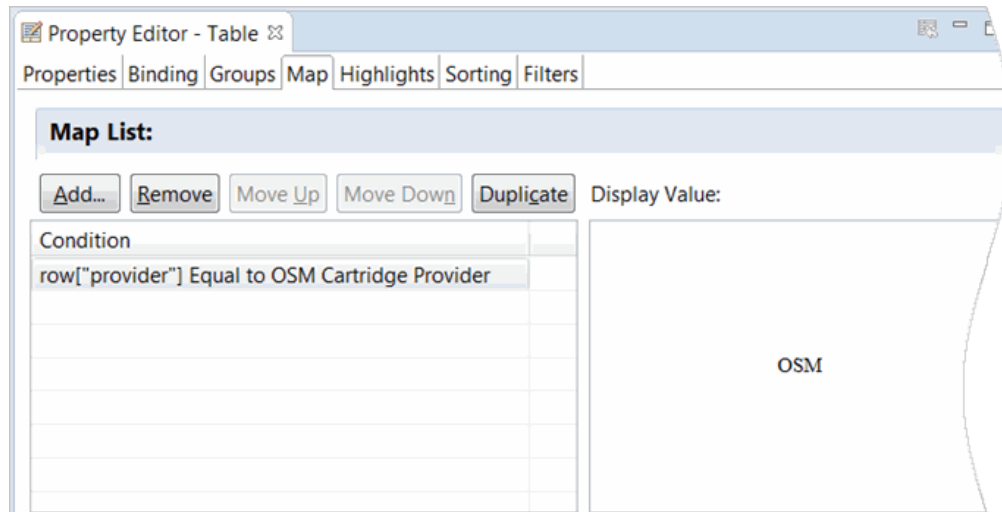 Property Editor - Table
Properties Binding Groups Map Highlights Sorting Filters
Map List:
Add... Remove Move Up Move Down Duplicate Display Value:
Condition
row["provider"] Equal to OSM Cartridge Provider
OSM